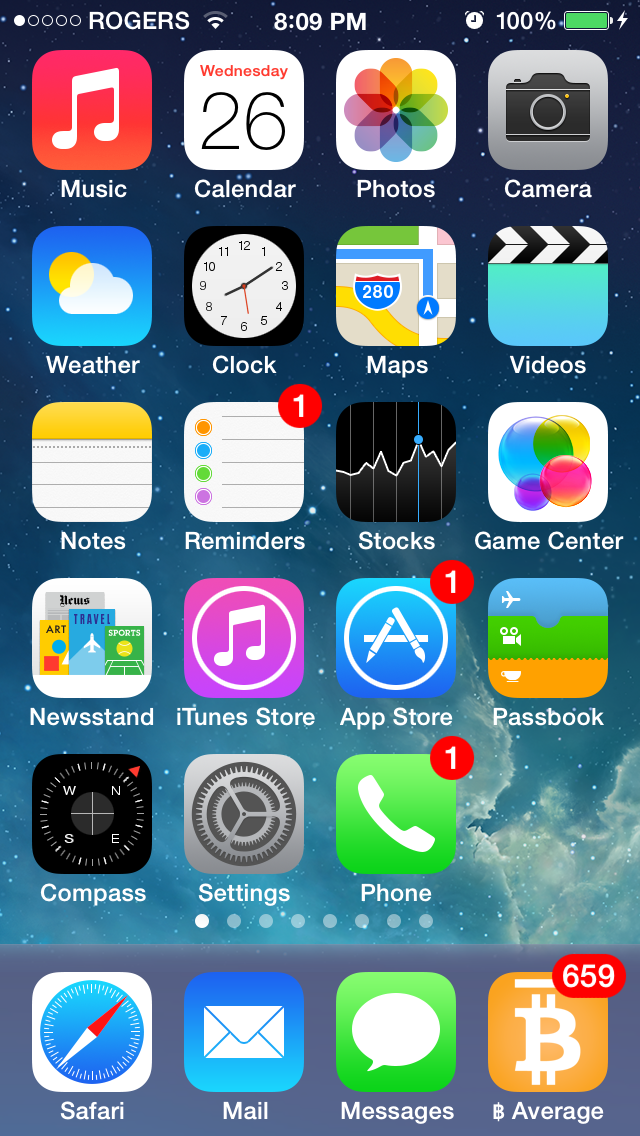 ROGERS 8:09 PM 100%
Wednesday
26
Music Calendar Photos Camera
12
11 1
10 2
9 3
8 4
7 5
6
280
Weather Clock Maps Videos
1
Notes Reminders Stocks Game Center
News
TRAVEL
ART
SPORTS
1
Newsstand iTunes Store App Store Passbook
W N
S E
1
Compass Settings Phone
659
Safari Mail Messages ฿ Average